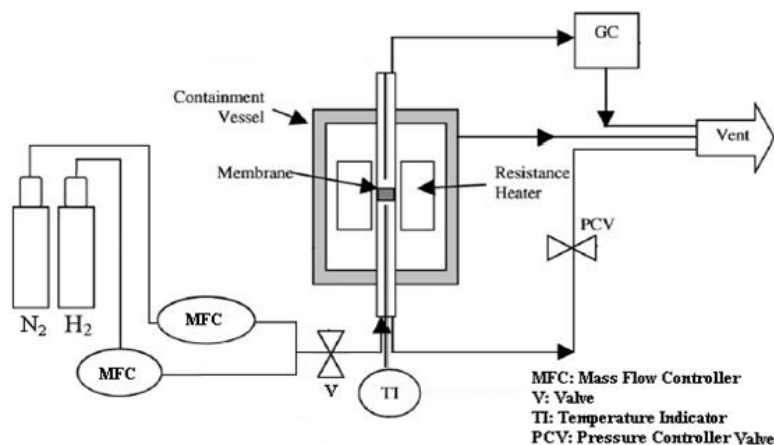 GC
Containment
Vessel
Vent
Membrane
Resistance
Heater
PCV
N2
H2
MFC
MFC
V
TI
MFC: Mass Flow Controller
V: Valve
TI: Temperature Indicator
PCV: Pressure Controller Valve